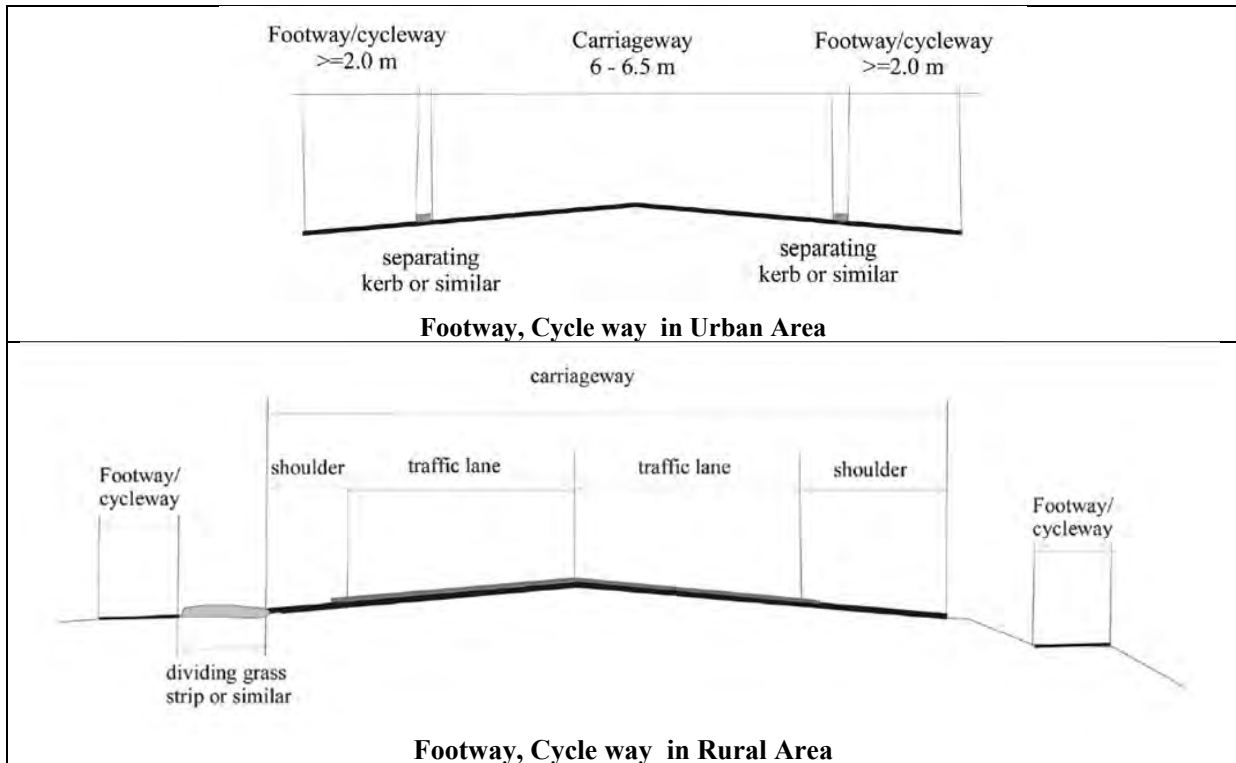 Footway/cycleway
>=2.0 m
Carriageway
6 - 6.5 m
Footway/cycleway
>=2.0 m
separating
kerb or similar
separating
kerb or similar
Footway, Cycle way in Urban Area
carriageway
shoulder
traffic lane
traffic lane
shoulder
Footway/
cycleway
Footway/
cycleway
dividing grass
strip or similar
Footway, Cycle way in Rural Area